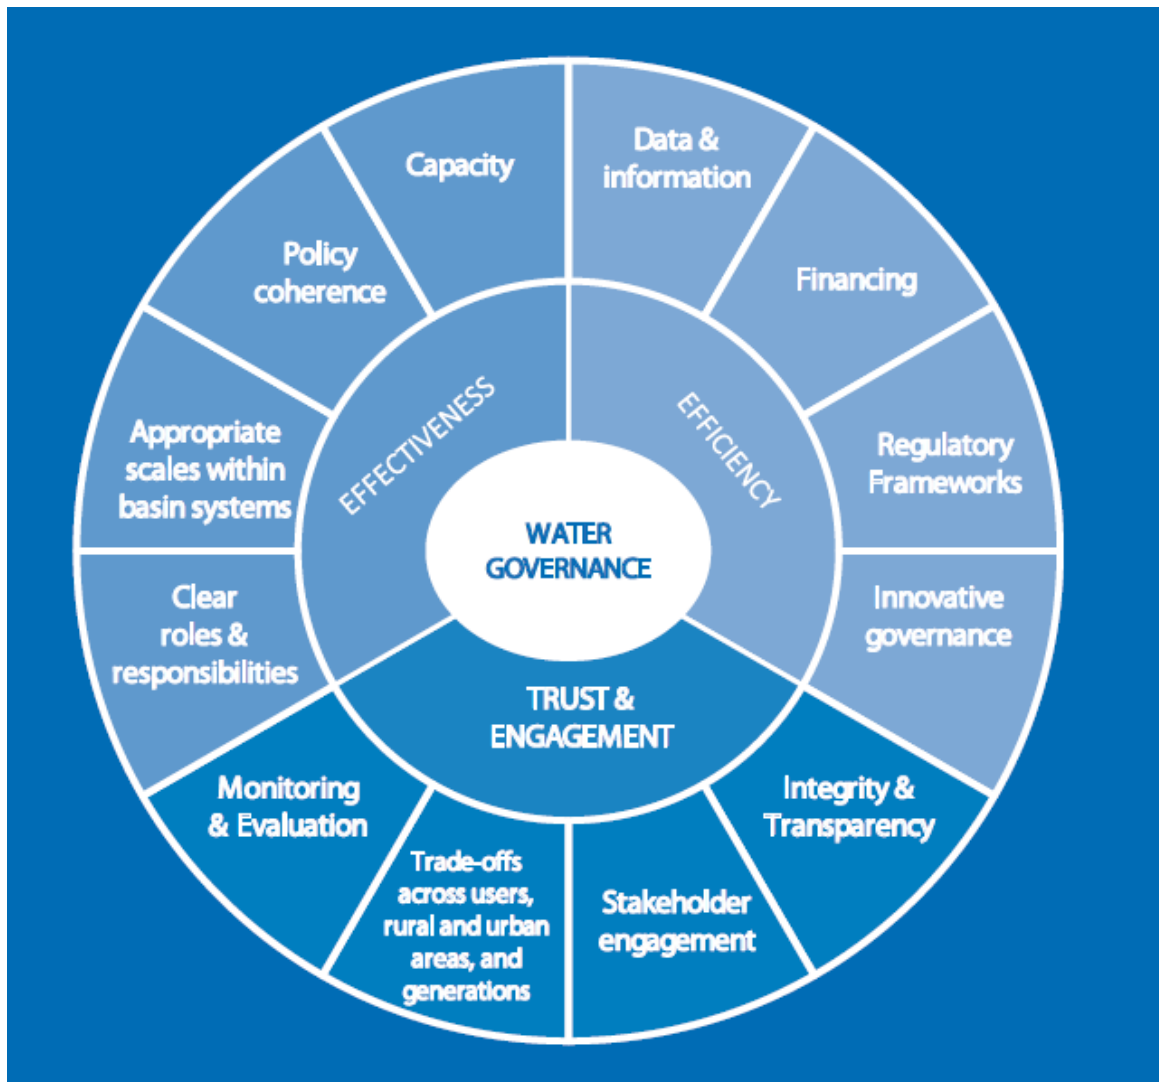 Capacity
Data &
information
Policy
coherence
Financing
Appropriate
scales within
basin systems
EFFECTIVENESS
EFFICIENCY
Regulatory
Frameworks
WATER
GOVERNANCE
Clear
roles &
responsibilities
Innovative
governance
TRUST &
ENGAGEMENT
Monitoring
& Evaluation
Integrity &
Transparency
Trade-offs
across users,
rural and urban
areas, and
generations
Stakeholder
engagement